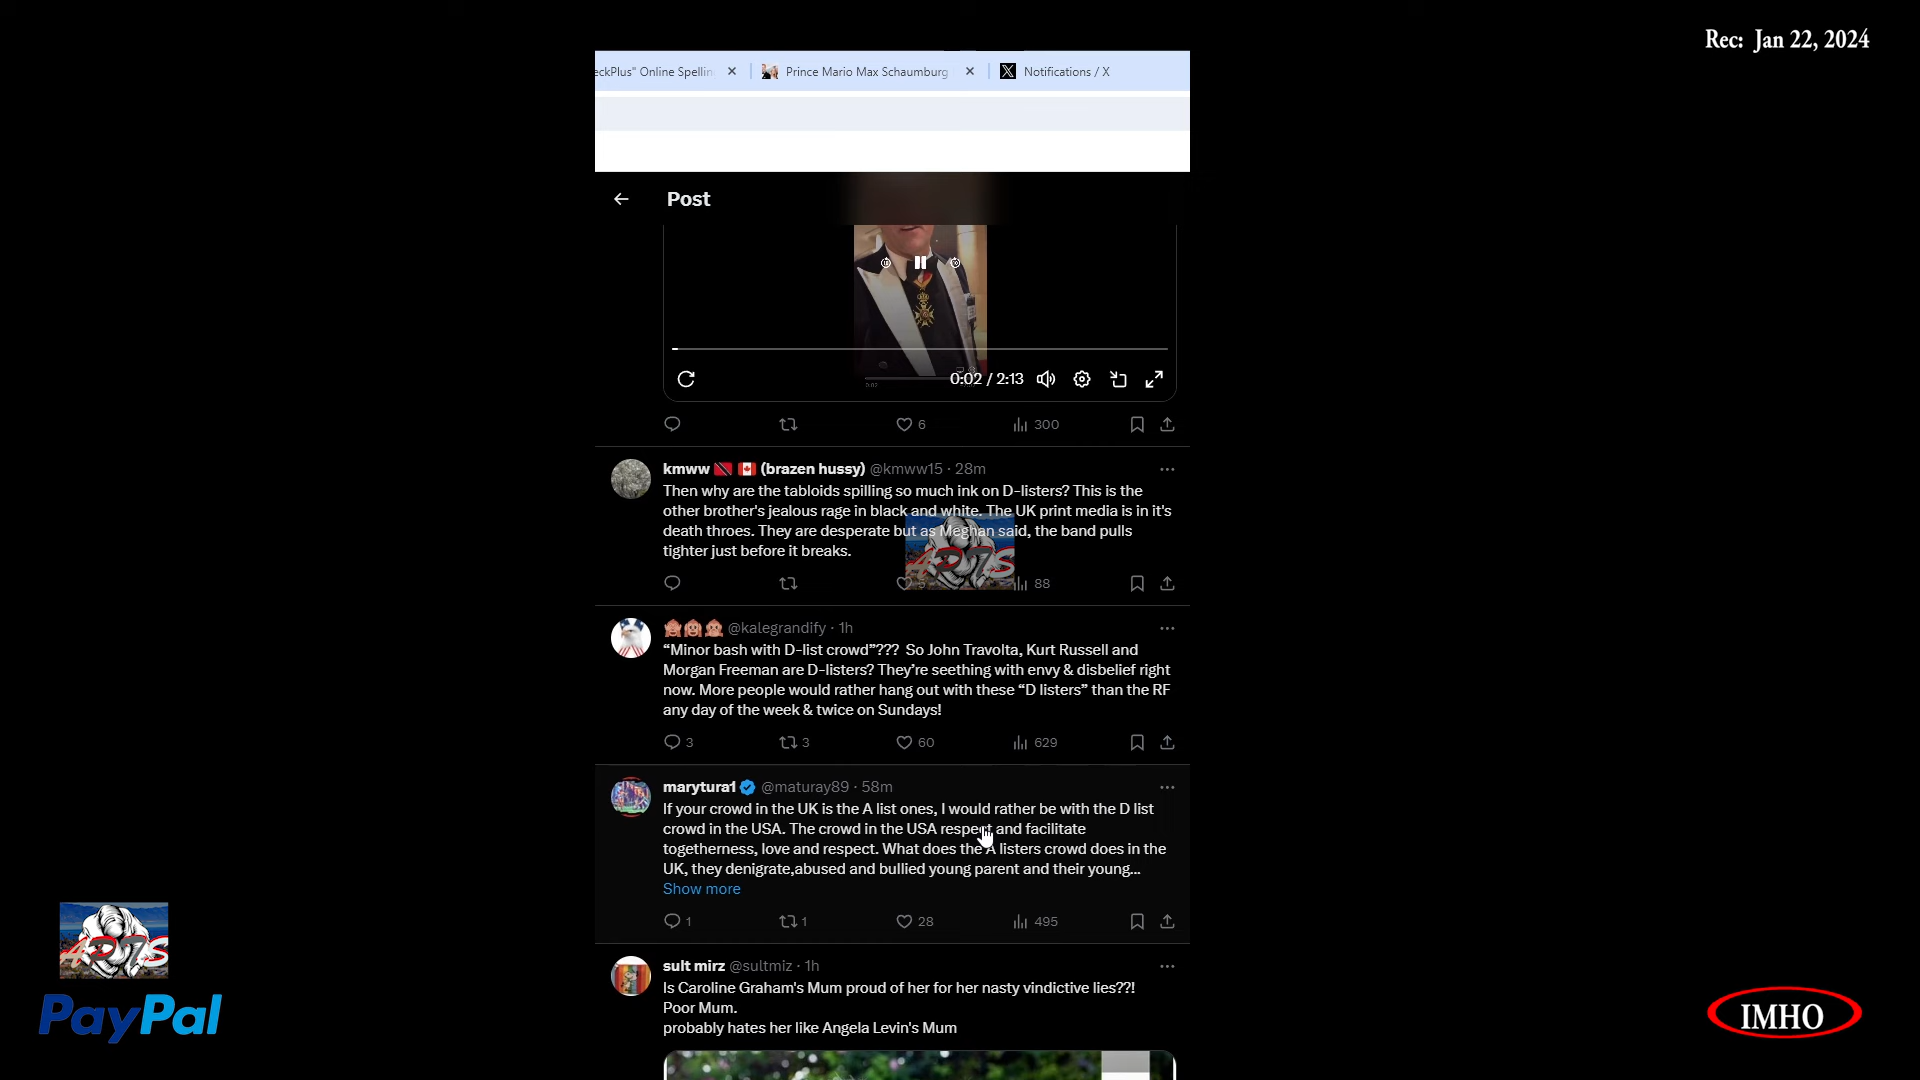 Rec: Jan 22, 2024
eckPlus" Online Spellin
Prince Mario Max Schaumburg
Notifications / X
Post
0:02 / 2:13
6
300
kmww 🇹🇹 🇨🇦 (brazen hussy) @kmww15 · 28m
Then why are the tabloids spilling so much ink on D-listers? This is the
other brother's jealous rage in black and white. The UK print media is in it's
death throes. They are desperate but as Meghan said, the band pulls
tighter just before it breaks.
5
88
🙈🙉🙊 @kalegrandify · 1h
“Minor bash with D-list crowd”??? So John Travolta, Kurt Russell and
Morgan Freeman are D-listers? They’re seething with envy & disbelief right
now. More people would rather hang out with these “D listers” than the RF
any day of the week & twice on Sundays!
3
3
60
629
marytura1 @maturay89 · 58m
If your crowd in the UK is the A list ones, I would rather be with the D list
crowd in the USA. The crowd in the USA respect and facilitate
togetherness, love and respect. What does the A listers crowd does in the
UK, they denigrate,abused and bullied young parent and their young...
Show more
1
1
28
495
sult mirz @sultmiz · 1h
Is Caroline Graham's Mum proud of her for her nasty vindictive lies??!
Poor Mum.
probably hates her like Angela Levin's Mum
PayPal
IMHO